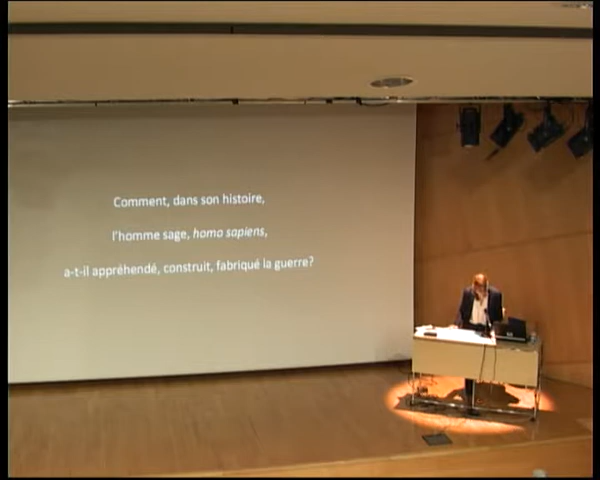 Comment, dans son histoire,
l'homme sage, homo sapiens,
a-t-il appréhendé, construit, fabriqué la guerre?